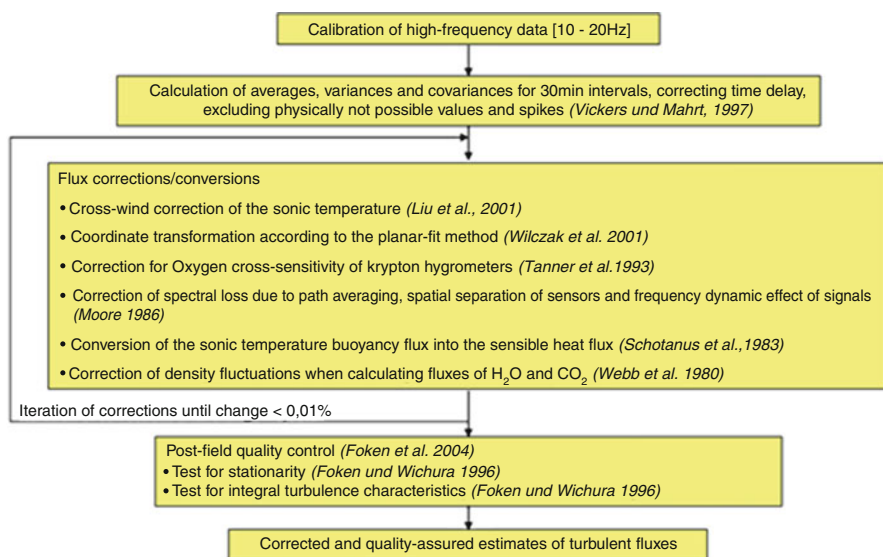 Calibration of high-frequency data [10 - 20Hz]
Calculation of averages, variances and covariances for 30min intervals, correcting time delay,
excluding physically not possible values and spikes (Vickers und Mahrt, 1997)
Flux corrections/conversions
• Cross-wind correction of the sonic temperature (Liu et al., 2001)
• Coordinate transformation according to the planar-fit method (Wilczak et al. 2001)
• Correction for Oxygen cross-sensitivity of krypton hygrometers (Tanner et al.1993)
• Correction of spectral loss due to path averaging, spatial separation of sensors and frequency dynamic effect of signals
(Moore 1986)
• Conversion of the sonic temperature buoyancy flux into the sensible heat flux (Schotanus et al.,1983)
• Correction of density fluctuations when calculating fluxes of H₂O and CO₂ (Webb et al. 1980)
Iteration of corrections until change < 0,01%
Post-field quality control (Foken et al. 2004)
• Test for stationarity (Foken und Wichura 1996)
• Test for integral turbulence characteristics (Foken und Wichura 1996)
Corrected and quality-assured estimates of turbulent fluxes